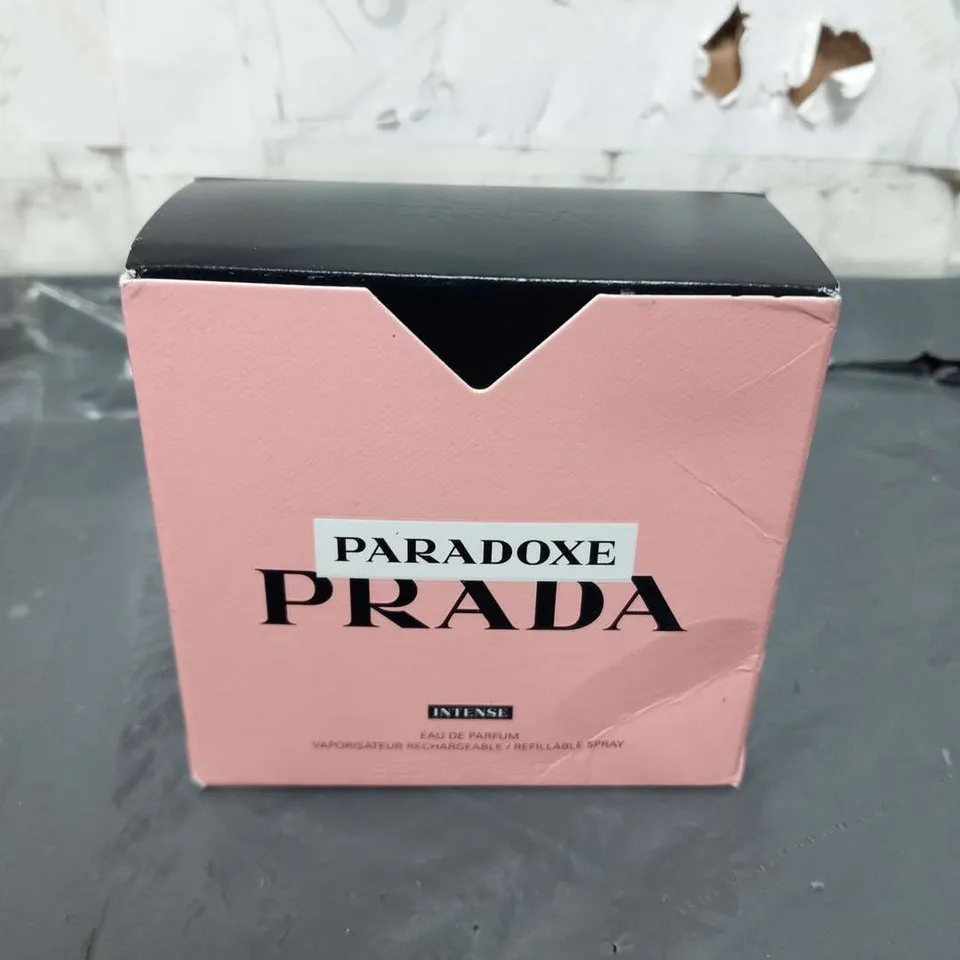 PARADOXE
PRADA
INTENSE
EAU DE PARFUM
VAPORISATEUR RECHARGEABLE / REFILLABLE SPRAY